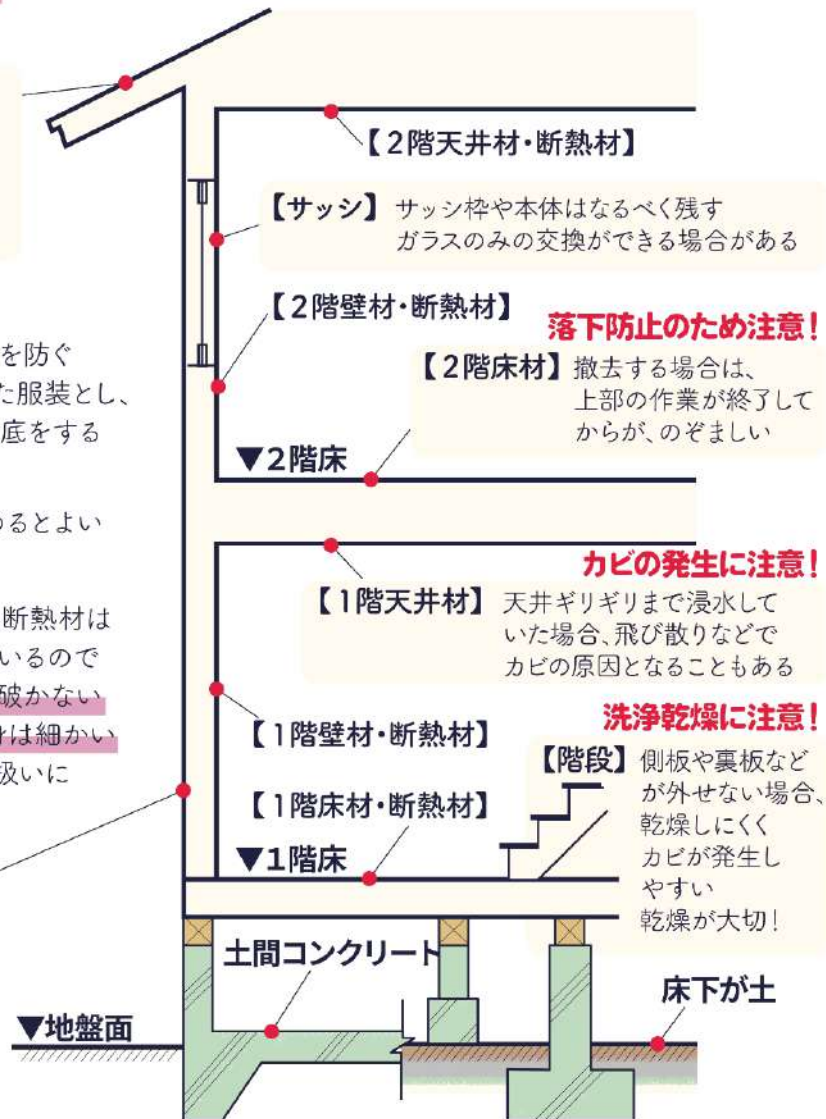 【2階天井材・断熱材】
【サッシ】 サッシ枠や本体はなるべく残す
ガラスのみの交換ができる場合がある
【2階壁材・断熱材】
落下防止のため注意!
【2階床材】 撤去する場合は、
上部の作業が終了して
からが、のぞましい
▼2階床
を防ぐ
た服装とし、
底をする
るとよい
断熱材は
いるので
破かない
は細かい
扱いに
カビの発生に注意!
【1階天井材】 天井ギリギリまで浸水して
いた場合、飛び散りなどで
カビの原因となることもある
【1階壁材・断熱材】
洗浄乾燥に注意!
【階段】 側板や裏板など
が外せない場合、
乾燥しにくく
カビが発生し
やすい
乾燥が大切!
【1階床材・断熱材】
▼1階床
土間コンクリート
床下が土
▼地盤面